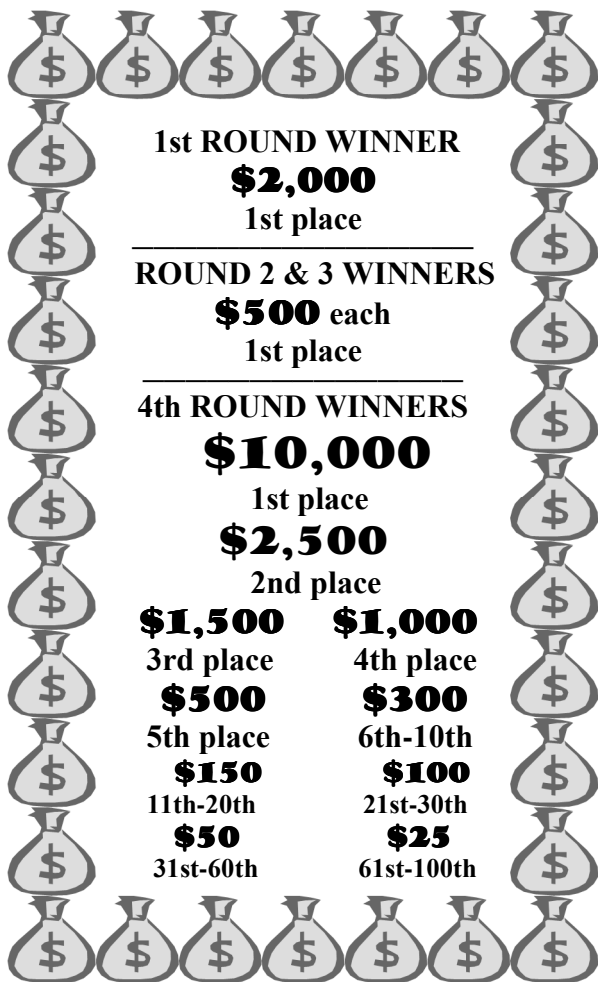 1st ROUND WINNER
$2,000
1st place
ROUND 2 & 3 WINNERS
$500 each
1st place
4th ROUND WINNERS
$10,000
1st place
$2,500
2nd place
$1,500 $1,000
3rd place 4th place
$500 $300
5th place 6th-10th
$150 $100
11th-20th 21st-30th
$50 $25
31st-60th 61st-100th